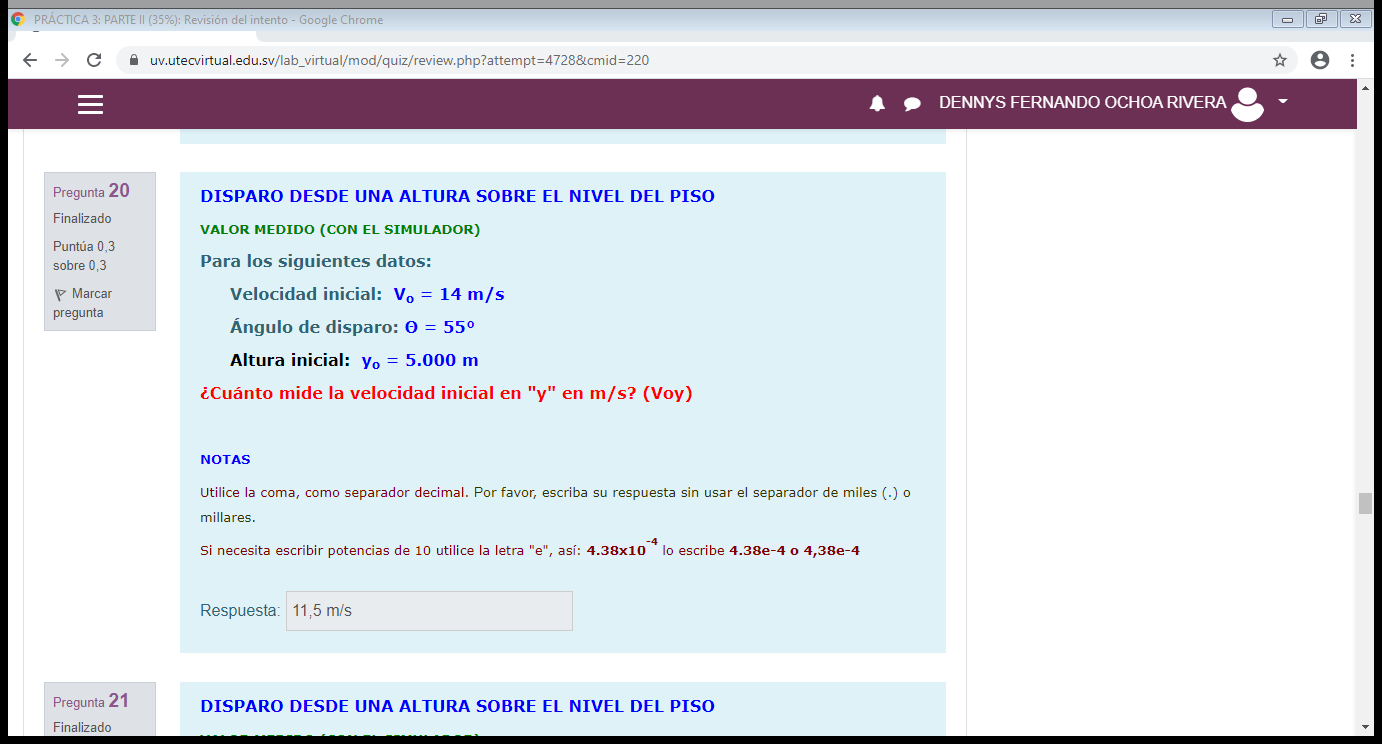 PRÁCTICA 3: PARTE II (35%): Revisión del intento - Google Chrome
uv.utecvirtual.edu.sv/lab_virtual/mod/quiz/review.php?attempt=4728&cmid=220
DENNYS FERNANDO OCHOA RIVERA
Pregunta 20
Finalizado
Puntúa 0,3
sobre 0,3
Marcar
pregunta
DISPARO DESDE UNA ALTURA SOBRE EL NIVEL DEL PISO
VALOR MEDIDO (CON EL SIMULADOR)
Para los siguientes datos:
Velocidad inicial: Vo = 14 m/s
Ángulo de disparo: Θ = 55º
Altura inicial: yo = 5.000 m
¿Cuánto mide la velocidad inicial en "y" en m/s? (Voy)
NOTAS
Utilice la coma, como separador decimal. Por favor, escriba su respuesta sin usar el separador de miles (.) o
millares.
Si necesita escribir potencias de 10 utilice la letra "e", así: 4.38x10-4 lo escribe 4.38e-4 o 4,38e-4
Respuesta: 11,5 m/s
Pregunta 21
Finalizado
DISPARO DESDE UNA ALTURA SOBRE EL NIVEL DEL PISO
VALOR MEDIDO (CON EL SIMULADOR)